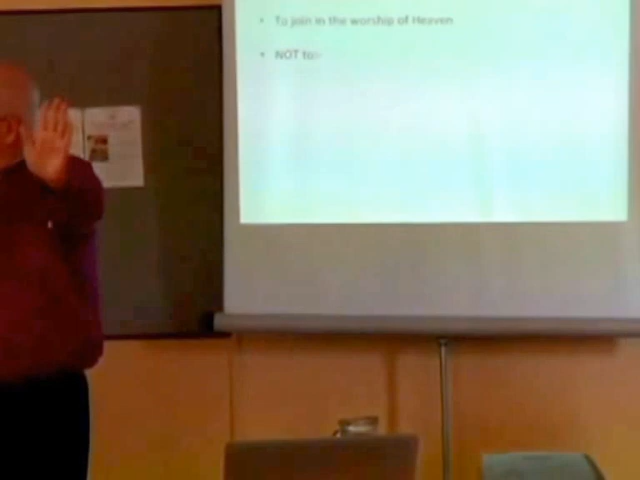 • To join in the worship of Heaven
• NOT to